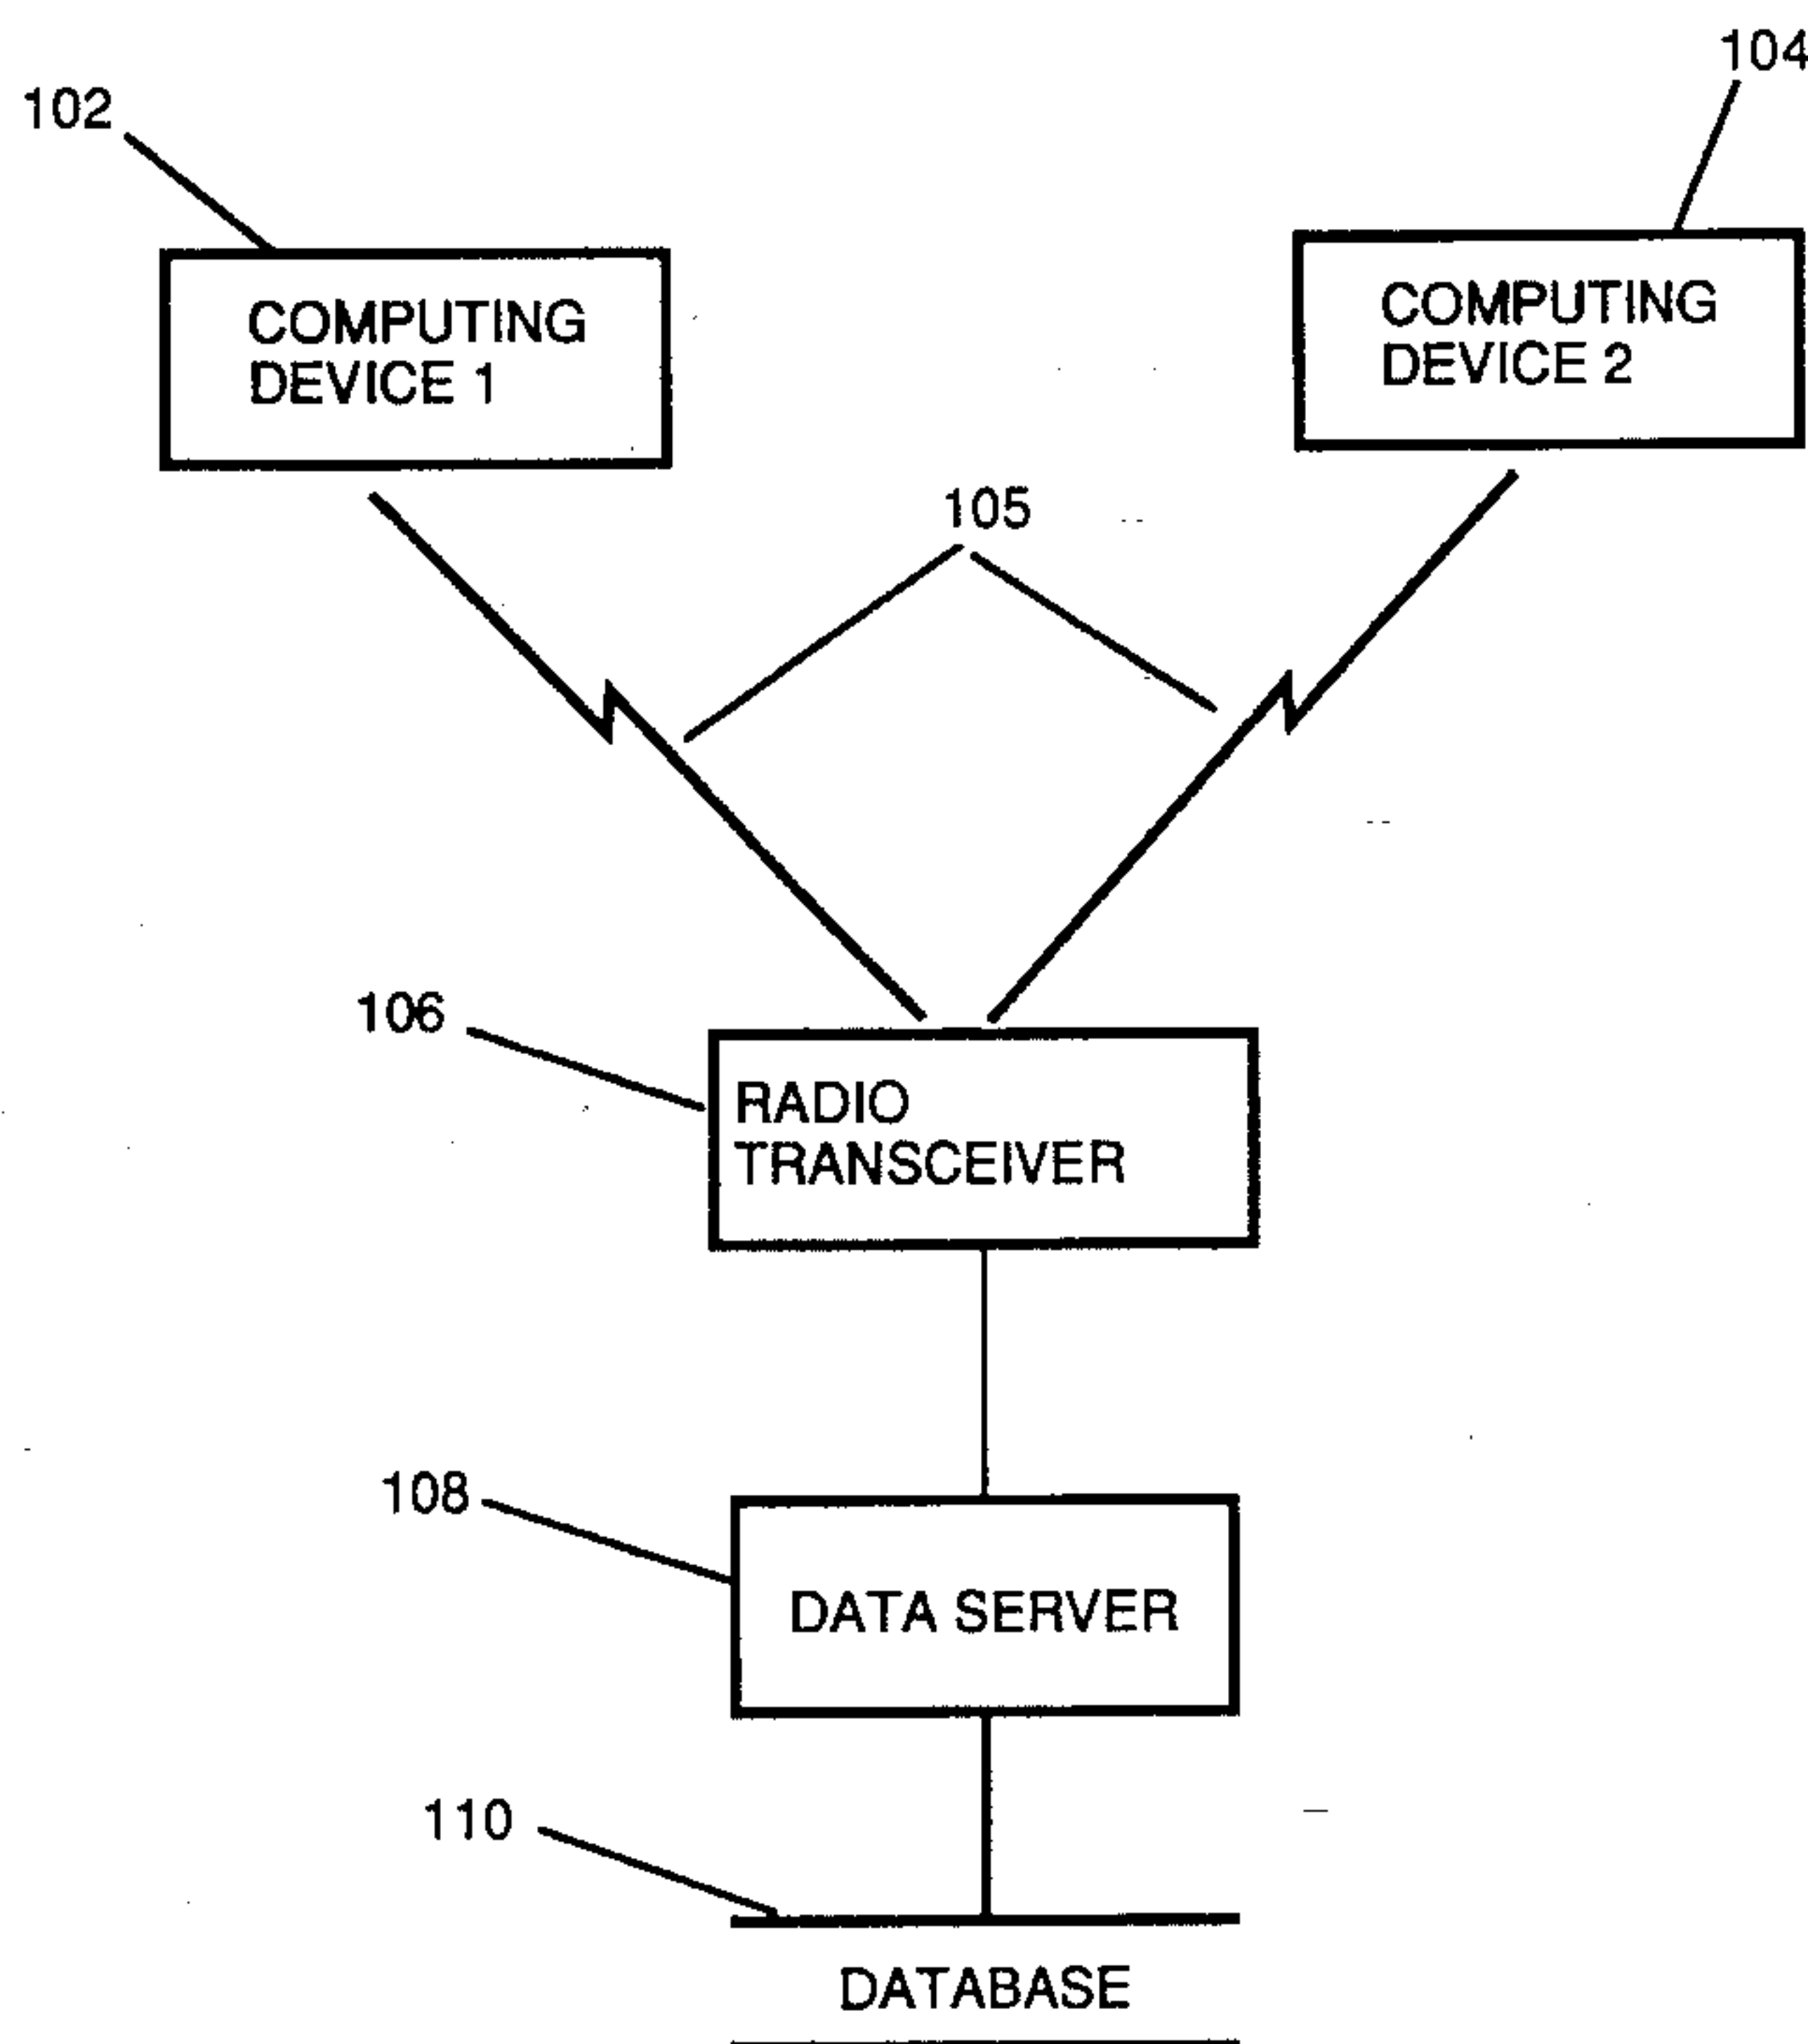 104
102
COMPUTING
DEVICE 1
COMPUTING
DEVICE 2
105
106
RADIO
TRANSCEIVER
108
DATA SERVER
110
DATABASE